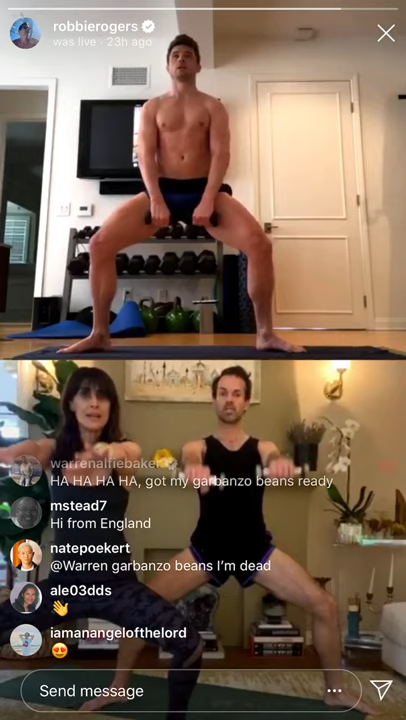 robbierogers
was live · 23h ago
warrenalfiebaker
HA HA HA HA, got my garbanzo beans ready
mstead7
Hi from England
natepoekert
@Warren garbanzo beans I'm dead
ale03dds
👋
iamanangelofthelord
😍
Send message